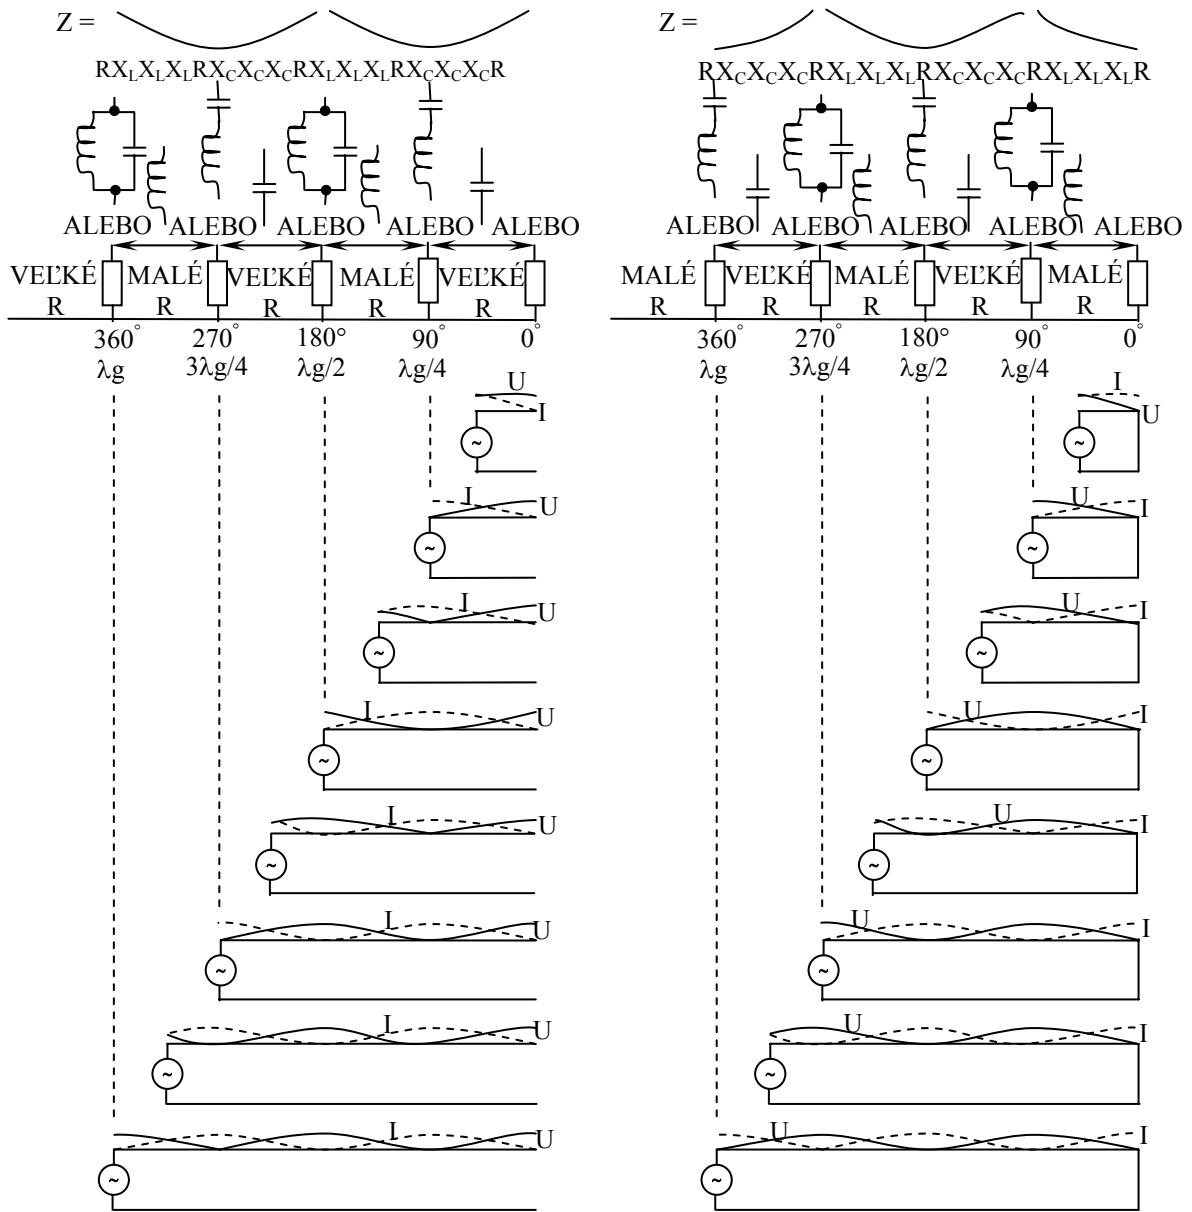 Z = Z =
RX_LX_LX_LRX_CX_CX_CRX_LX_LX_LRX_CX_CX_CR RX_CX_CX_CRX_LX_LX_LRX_CX_CX_CRX_LX_LX_LR
ALEBO ALEBO ALEBO ALEBO ALEBO ALEBO ALEBO ALEBO ALEBO ALEBO
VEĽKÉ MALÉ VEĽKÉ MALÉ VEĽKÉ MALÉ VEĽKÉ MALÉ VEĽKÉ MALÉ
R R R R R R R R R R
360° 270° 180° 90° 0° 360° 270° 180° 90° 0°
λg 3λg/4 λg/2 λg/4 λg 3λg/4 λg/2 λg/4
U I
I U
~ ~
I U U I
~ ~
I U U I
~ ~
I U U I
~ ~
I U U I
~ ~
I U U I
~ ~
I U U I
~ ~
I U U I
~ ~